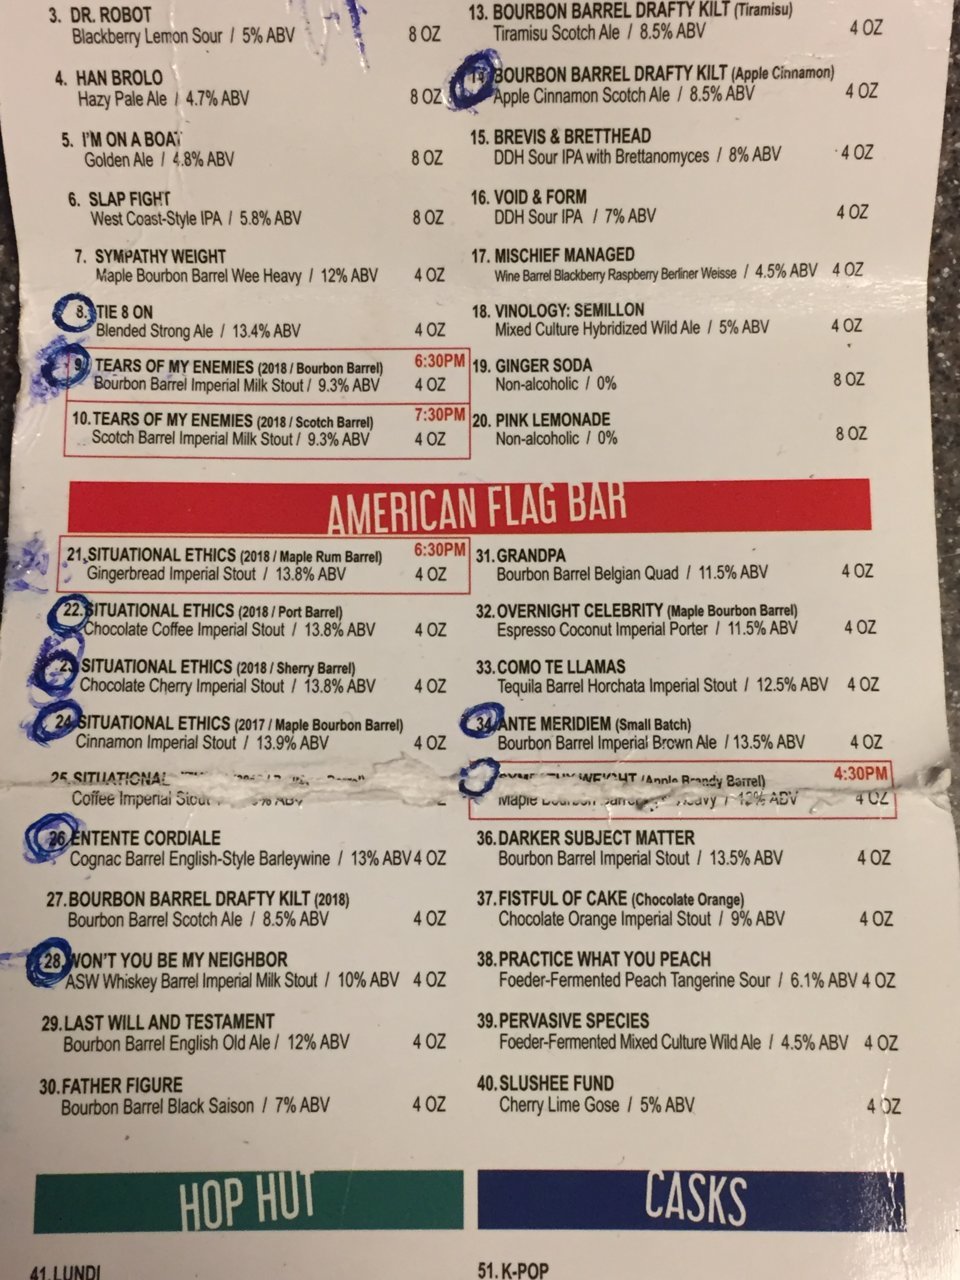 3. DR. ROBOT
Blackberry Lemon Sour / 5% ABV 8 OZ
4. HAN BROLO
Hazy Pale Ale / 4.7% ABV 8 OZ
5. I'M ON A BOAT
Golden Ale / 4.8% ABV 8 OZ
6. SLAP FIGHT
West Coast-Style IPA / 5.8% ABV 8 OZ
7. SYMPATHY WEIGHT
Maple Bourbon Barrel Wee Heavy / 12% ABV 4 OZ
8. TIE 8 ON
Blended Strong Ale / 13.4% ABV 4 OZ
9. TEARS OF MY ENEMIES (2018 / Bourbon Barrel) 6:30PM
Bourbon Barrel Imperial Milk Stout / 9.3% ABV 4 OZ
10. TEARS OF MY ENEMIES (2018 / Scotch Barrel) 7:30PM
Scotch Barrel Imperial Milk Stout / 9.3% ABV 4 OZ
13. BOURBON BARREL DRAFTY KILT (Tiramisu)
Tiramisu Scotch Ale / 8.5% ABV 4 OZ
14. BOURBON BARREL DRAFTY KILT (Apple Cinnamon)
Apple Cinnamon Scotch Ale / 8.5% ABV 4 OZ
15. BREVIS & BRETTHEAD
DDH Sour IPA with Brettanomyces / 8% ABV 4 OZ
16. VOID & FORM
DDH Sour IPA / 7% ABV 4 OZ
17. MISCHIEF MANAGED
Wine Barrel Blackberry Raspberry Berliner Weisse / 4.5% ABV 4 OZ
18. VINOLOGY: SEMILLON
Mixed Culture Hybridized Wild Ale / 5% ABV 4 OZ
19. GINGER SODA
Non-alcoholic / 0% 8 OZ
20. PINK LEMONADE
Non-alcoholic / 0% 8 OZ
AMERICAN FLAG BAR
21. SITUATIONAL ETHICS (2018 / Maple Rum Barrel) 6:30PM
Gingerbread Imperial Stout / 13.8% ABV 4 OZ
22. SITUATIONAL ETHICS (2018 / Port Barrel)
Chocolate Coffee Imperial Stout / 13.8% ABV 4 OZ
23 SITUATIONAL ETHICS (2018 / Sherry Barrel)
Chocolate Cherry Imperial Stout / 13.8% ABV 4 OZ
24 SITUATIONAL ETHICS (2017 / Maple Bourbon Barrel)
Cinnamon Imperial Stout / 13.9% ABV 4 OZ
25. SITUATIONAL
Coffee Imperial Stout ABV
26 ENTENTE CORDIALE
Cognac Barrel English-Style Barleywine / 13% ABV 4 OZ
27. BOURBON BARREL DRAFTY KILT (2018)
Bourbon Barrel Scotch Ale / 8.5% ABV 4 OZ
28. WON'T YOU BE MY NEIGHBOR
ASW Whiskey Barrel Imperial Milk Stout / 10% ABV 4 OZ
29. LAST WILL AND TESTAMENT
Bourbon Barrel English Old Ale / 12% ABV 4 OZ
30. FATHER FIGURE
Bourbon Barrel Black Saison / 7% ABV 4 OZ
31. GRANDPA
Bourbon Barrel Belgian Quad / 11.5% ABV 4 OZ
32. OVERNIGHT CELEBRITY (Maple Bourbon Barrel)
Espresso Coconut Imperial Porter / 11.5% ABV 4 OZ
33. COMO TE LLAMAS
Tequila Barrel Horchata Imperial Stout / 12.5% ABV 4 OZ
34 ANTE MERIDIEM (Small Batch)
Bourbon Barrel Imperial Brown Ale / 13.5% ABV 4 OZ
SYMPATHY WEIGHT (Apple Brandy Barrel) 4:30PM
Maple Bourbon Barrel Heavy / 12% ABV 4 OZ
36. DARKER SUBJECT MATTER
Bourbon Barrel Imperial Stout / 13.5% ABV 4 OZ
37. FISTFUL OF CAKE (Chocolate Orange)
Chocolate Orange Imperial Stout / 9% ABV 4 OZ
38. PRACTICE WHAT YOU PEACH
Foeder-Fermented Peach Tangerine Sour / 6.1% ABV 4 OZ
39. PERVASIVE SPECIES
Foeder-Fermented Mixed Culture Wild Ale / 4.5% ABV 4 OZ
40. SLUSHEE FUND
Cherry Lime Gose / 5% ABV 4 OZ
HOP HUT
41. LUNDI
CASKS
51. K-POP